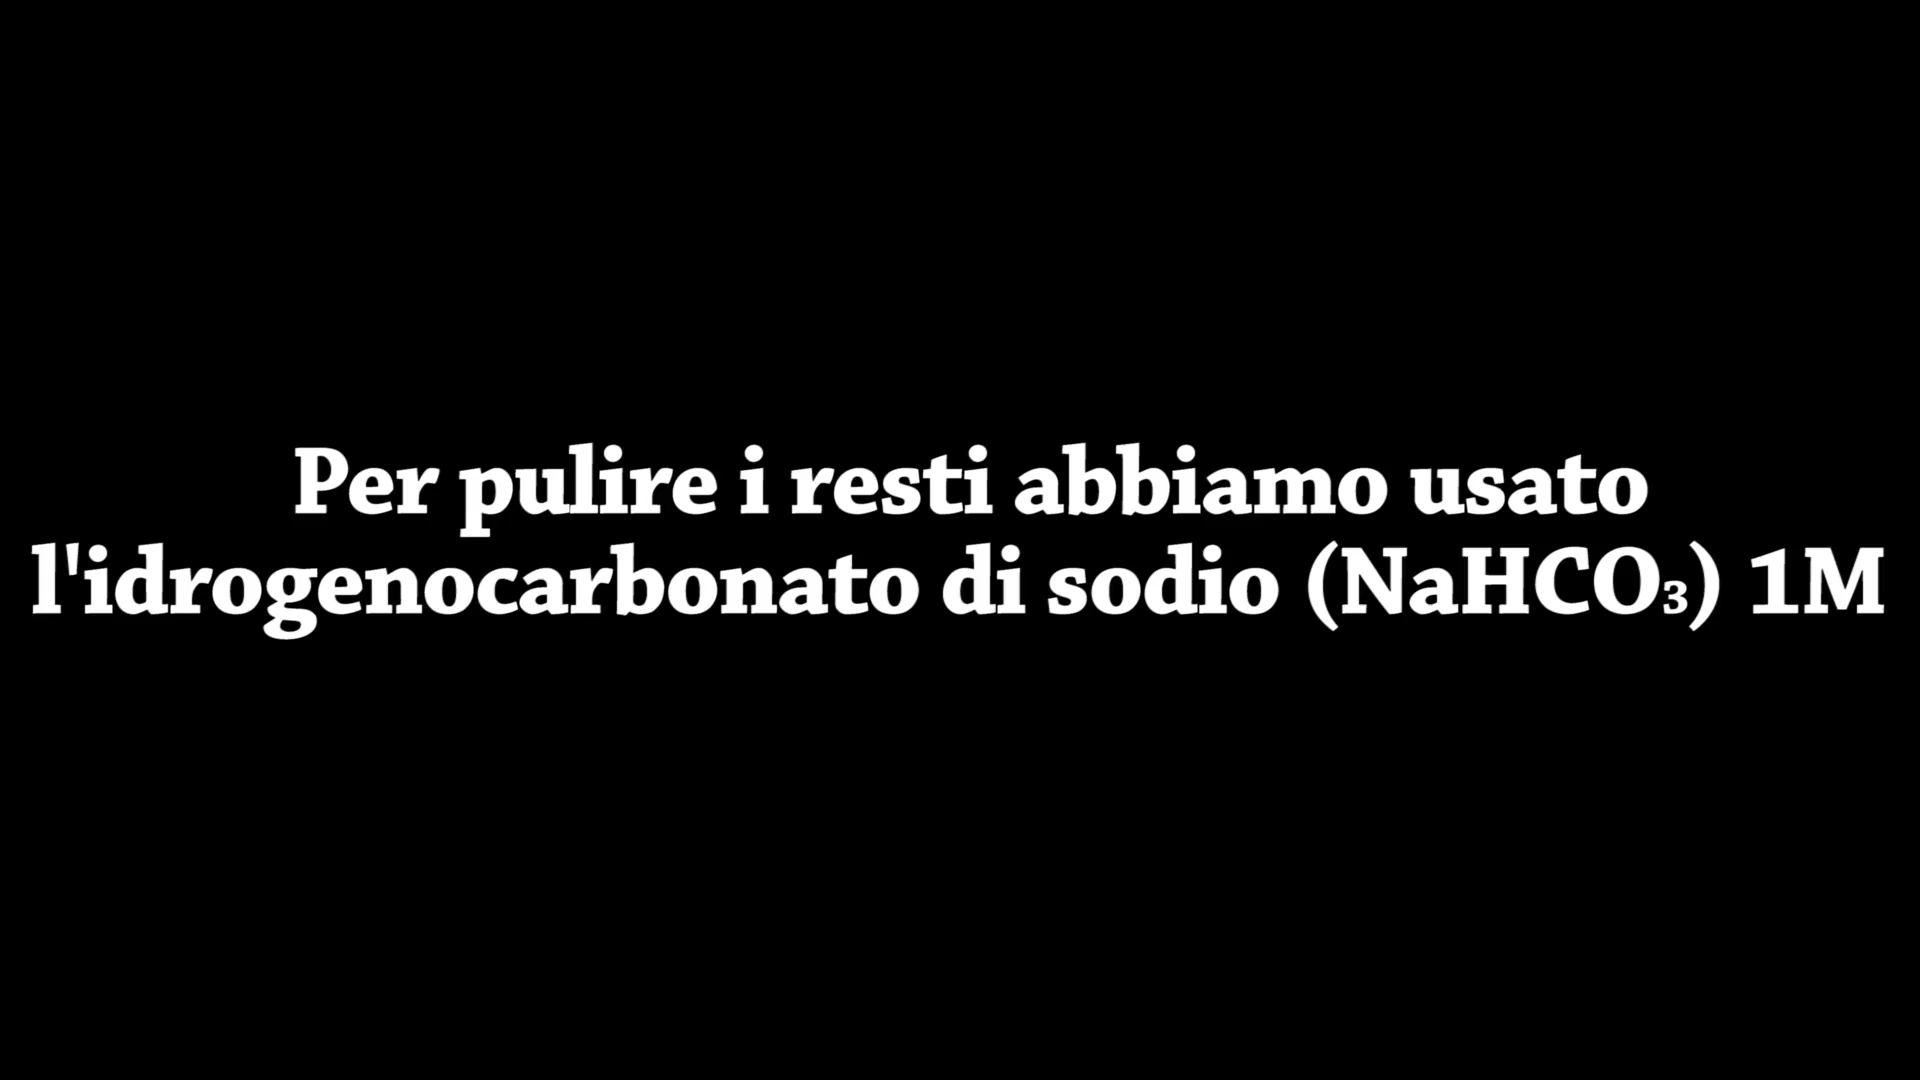 Per pulire i resti abbiamo usato
l'idrogenocarbonato di sodio (NaHCO₃) 1M